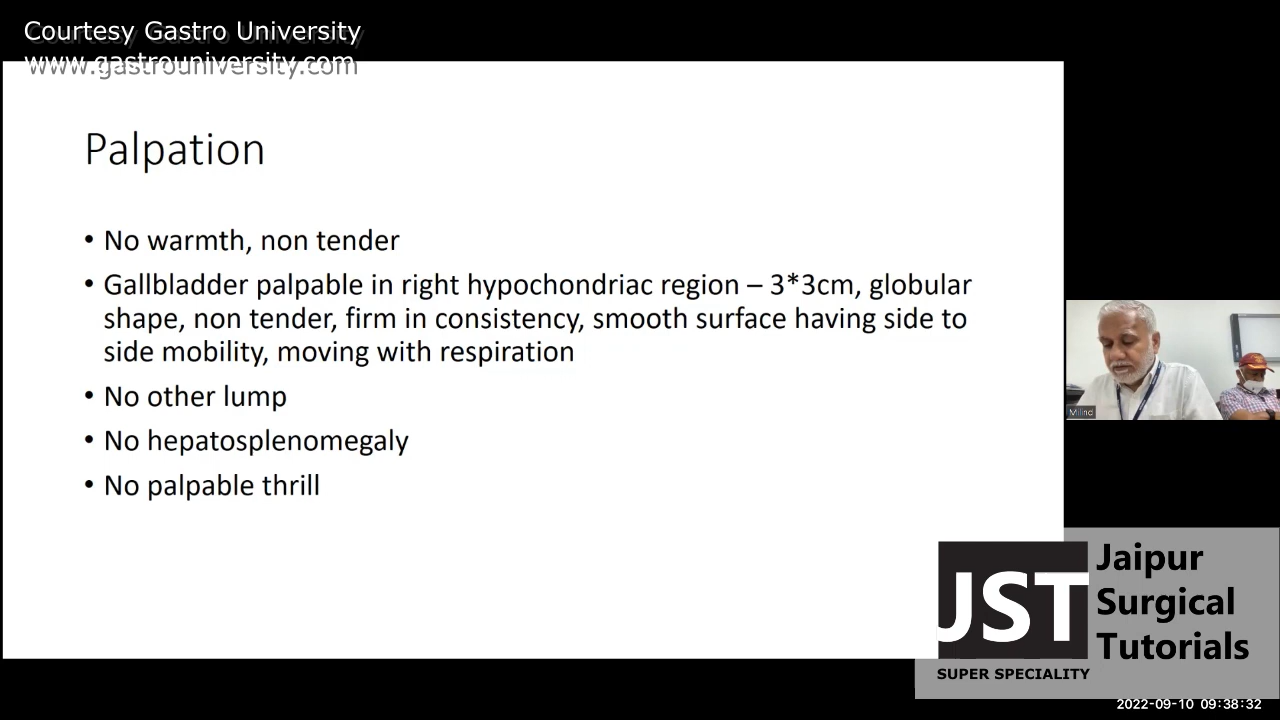 Courtesy Gastro University
www.gastrouniversity.com
Palpation
• No warmth, non tender
• Gallbladder palpable in right hypochondriac region – 3*3cm, globular
shape, non tender, firm in consistency, smooth surface having side to
side mobility, moving with respiration
• No other lump
• No hepatosplenomegaly
• No palpable thrill
Milind
JST
Jaipur
Surgical
Tutorials
SUPER SPECIALITY
2022-09-10 09:38:32